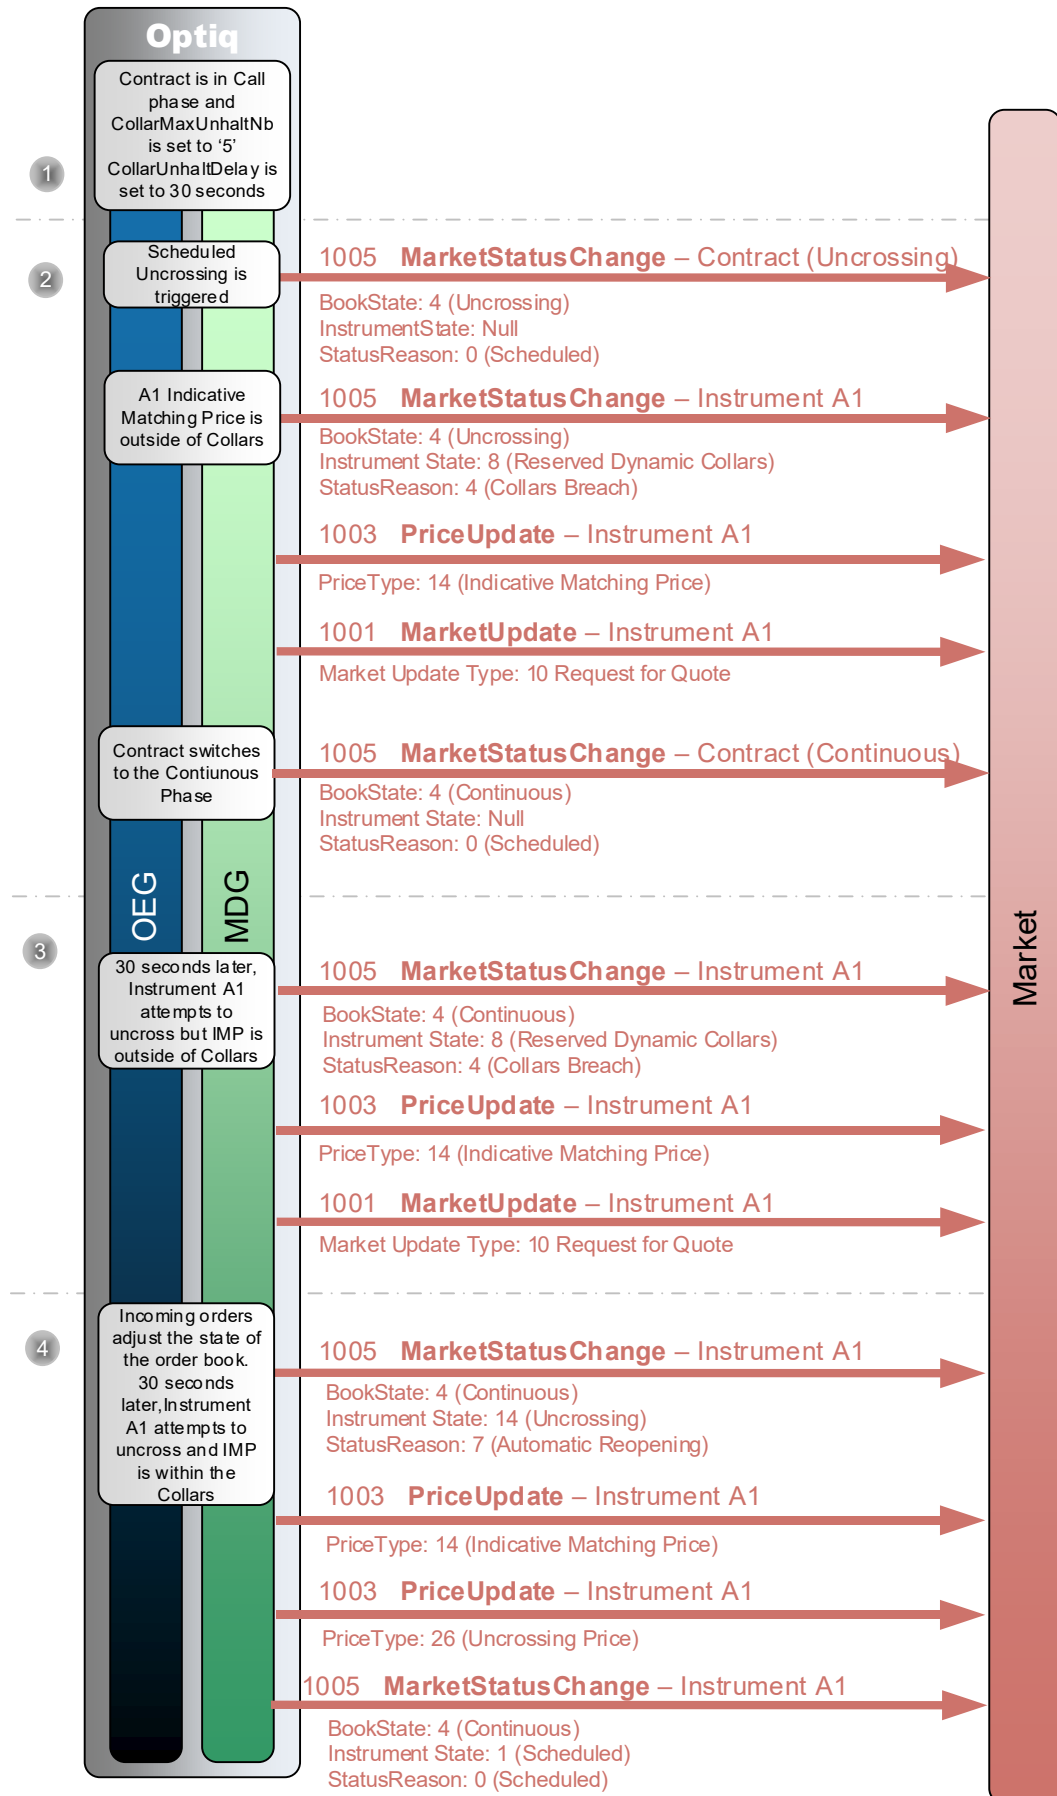 Optiq
Contract is in Call
phase and
CollarMaxUnhaltNb
is set to ‘5’
CollarUnhaltDelay is
set to 30 seconds
1
2
Scheduled
Uncrossing is
triggered
1005 MarketStatusChange – Contract (Uncrossing)
BookState: 4 (Uncrossing)
InstrumentState: Null
StatusReason: 0 (Scheduled)
A1 Indicative
Matching Price is
outside of Collars
1005 MarketStatusChange – Instrument A1
BookState: 4 (Uncrossing)
Instrument State: 8 (Reserved Dynamic Collars)
StatusReason: 4 (Collars Breach)
1003 PriceUpdate – Instrument A1
PriceType: 14 (Indicative Matching Price)
1001 MarketUpdate – Instrument A1
Market Update Type: 10 Request for Quote
Contract switches
to the Contiunous
Phase
1005 MarketStatusChange – Contract (Continuous)
BookState: 4 (Continuous)
Instrument State: Null
StatusReason: 0 (Scheduled)
OEG
MDG
Market
3
30 seconds later,
Instrument A1
attempts to
uncross but IMP is
outside of Collars
1005 MarketStatusChange – Instrument A1
BookState: 4 (Continuous)
Instrument State: 8 (Reserved Dynamic Collars)
StatusReason: 4 (Collars Breach)
1003 PriceUpdate – Instrument A1
PriceType: 14 (Indicative Matching Price)
1001 MarketUpdate – Instrument A1
Market Update Type: 10 Request for Quote
4
Incoming orders
adjust the state of
the order book.
30 seconds
later,Instrument
A1 attempts to
uncross and IMP
is within the
Collars
1005 MarketStatusChange – Instrument A1
BookState: 4 (Continuous)
Instrument State: 14 (Uncrossing)
StatusReason: 7 (Automatic Reopening)
1003 PriceUpdate – Instrument A1
PriceType: 14 (Indicative Matching Price)
1003 PriceUpdate – Instrument A1
PriceType: 26 (Uncrossing Price)
1005 MarketStatusChange – Instrument A1
BookState: 4 (Continuous)
Instrument State: 1 (Scheduled)
StatusReason: 0 (Scheduled)